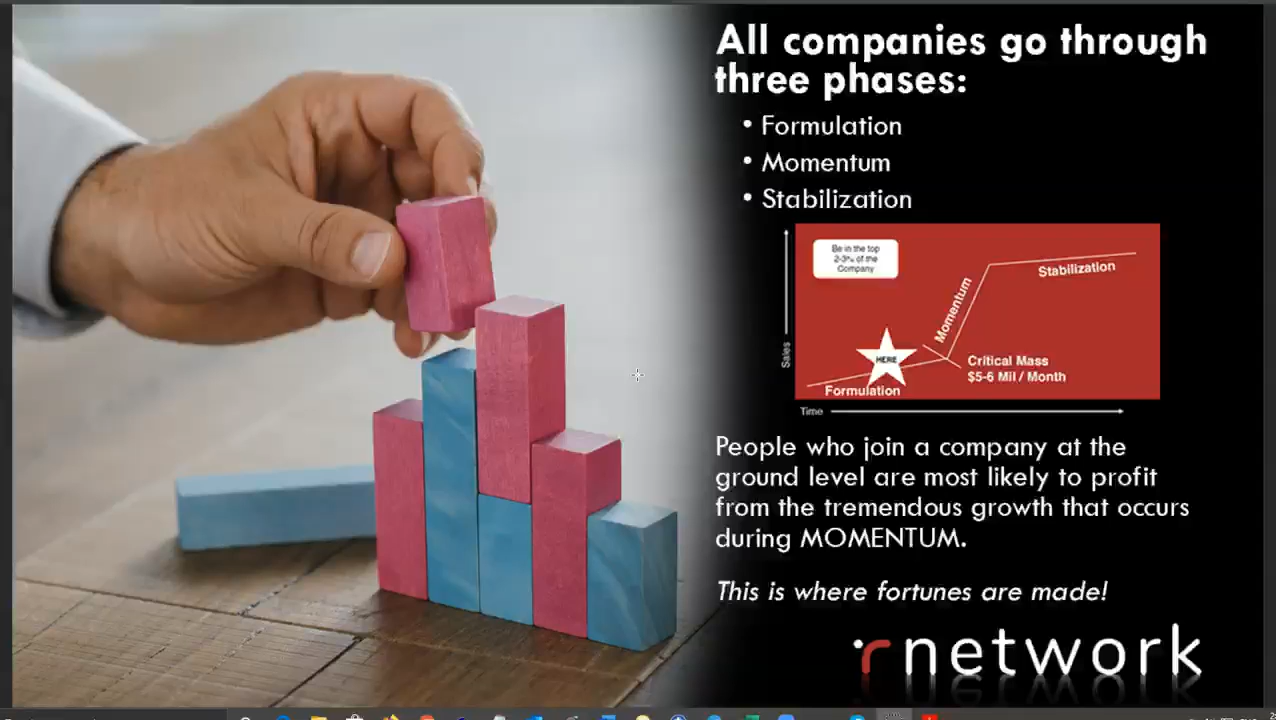 All companies go through
three phases:
• Formulation
• Momentum
• Stabilization
Be in the top
2-3% of the
Company
Stabilization
Momentum
HERE
Critical Mass
$5-6 Mil / Month
Formulation
Sales
Time
People who join a company at the
ground level are most likely to profit
from the tremendous growth that occurs
during MOMENTUM.
This is where fortunes are made!
rnetwork